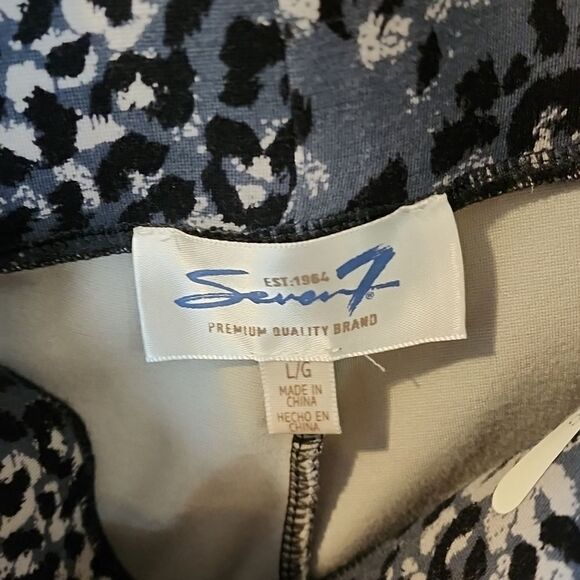 EST. 1964
Seven7®
PREMIUM QUALITY BRAND
L/G
MADE IN
CHINA
HECHO EN
CHINA